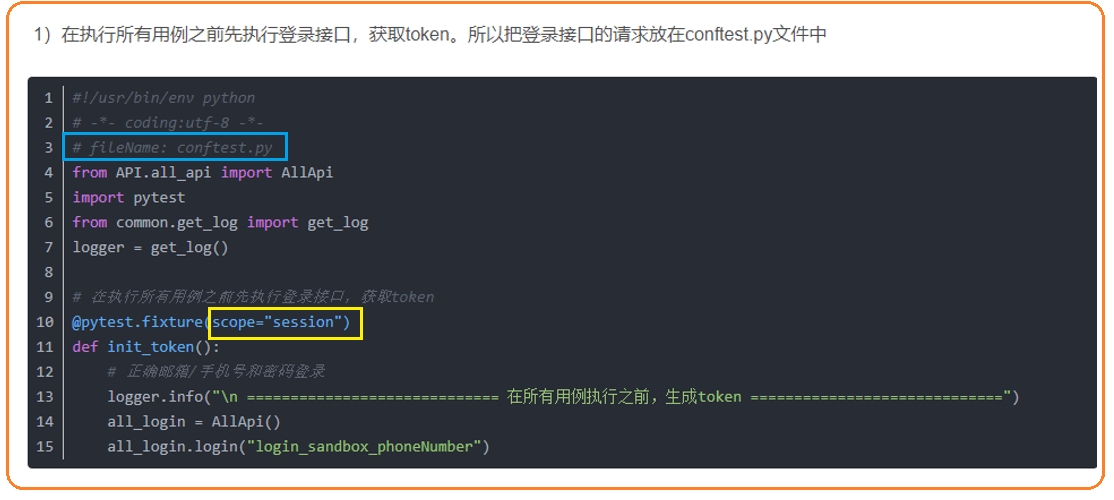 1）在执行所有用例之前先执行登录接口，获取token。所以把登录接口的请求放在conftest.py文件中
1 #!/usr/bin/env python
2 # -*- coding:utf-8 -*-
3 # fileName: conftest.py
4 from API.all_api import AllApi
5 import pytest
6 from common.get_log import get_log
7 logger = get_log()
8
9 # 在执行所有用例之前先执行登录接口，获取token
10 @pytest.fixture(scope="session")
11 def init_token():
12     # 正确邮箱/手机号和密码登录
13     logger.info("\n ============================= 在所有用例执行之前，生成token =============================")
14     all_login = AllApi()
15     all_login.login("login_sandbox_phoneNumber")